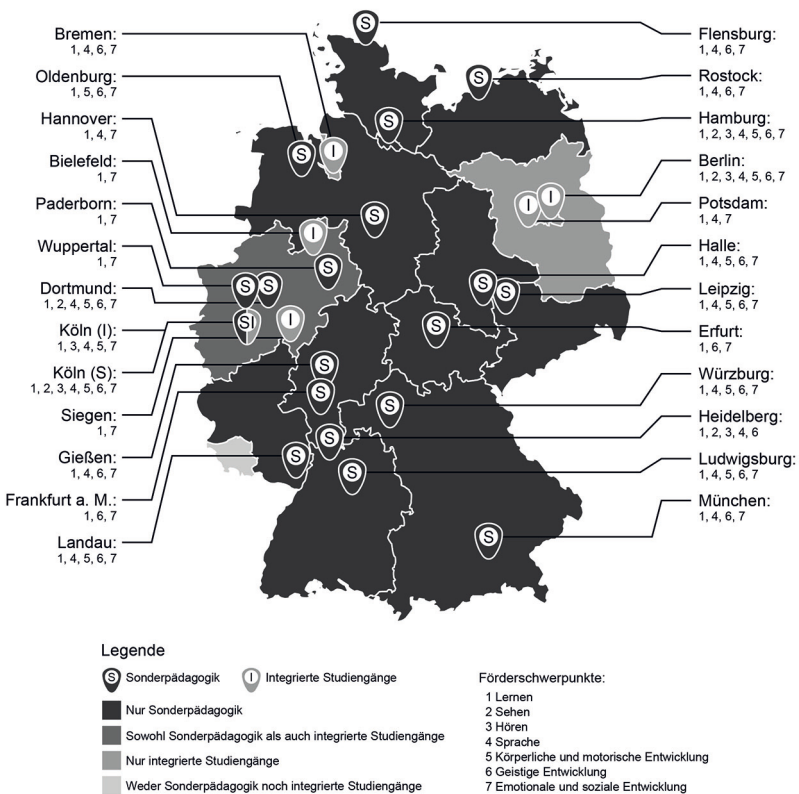 Bremen:
1, 4, 6, 7
Oldenburg:
1, 5, 6, 7
Hannover:
1, 4, 7
Bielefeld:
1, 7
Paderborn:
1, 7
Wuppertal:
1, 7
Dortmund:
1, 2, 4, 5, 6, 7
Köln (I):
1, 3, 4, 5, 7
Köln (S):
1, 2, 3, 4, 5, 6, 7
Siegen:
1, 7
Gießen:
1, 4, 6, 7
Frankfurt a. M.:
1, 6, 7
Landau:
1, 4, 5, 6, 7
S
S
S
S
I
I
I
S
I
S
S
S
S
S
SI
I
S
S
S
S
S
S
S
S
Flensburg:
1, 4, 6, 7
Rostock:
1, 4, 6, 7
Hamburg:
1, 2, 3, 4, 5, 6, 7
Berlin:
1, 2, 3, 4, 5, 6, 7
Potsdam:
1, 4, 7
Halle:
1, 4, 5, 6, 7
Leipzig:
1, 4, 5, 6, 7
Erfurt:
1, 6, 7
Würzburg:
1, 4, 5, 6, 7
Heidelberg:
1, 2, 3, 4, 6
Ludwigsburg:
1, 4, 5, 6, 7
München:
1, 4, 6, 7
Legende
S Sonderpädagogik I Integrierte Studiengänge
Nur Sonderpädagogik
Sowohl Sonderpädagogik als auch integrierte Studiengänge
Nur integrierte Studiengänge
Weder Sonderpädagogik noch integrierte Studiengänge
Förderschwerpunkte:
1 Lernen
2 Sehen
3 Hören
4 Sprache
5 Körperliche und motorische Entwicklung
6 Geistige Entwicklung
7 Emotionale und soziale Entwicklung